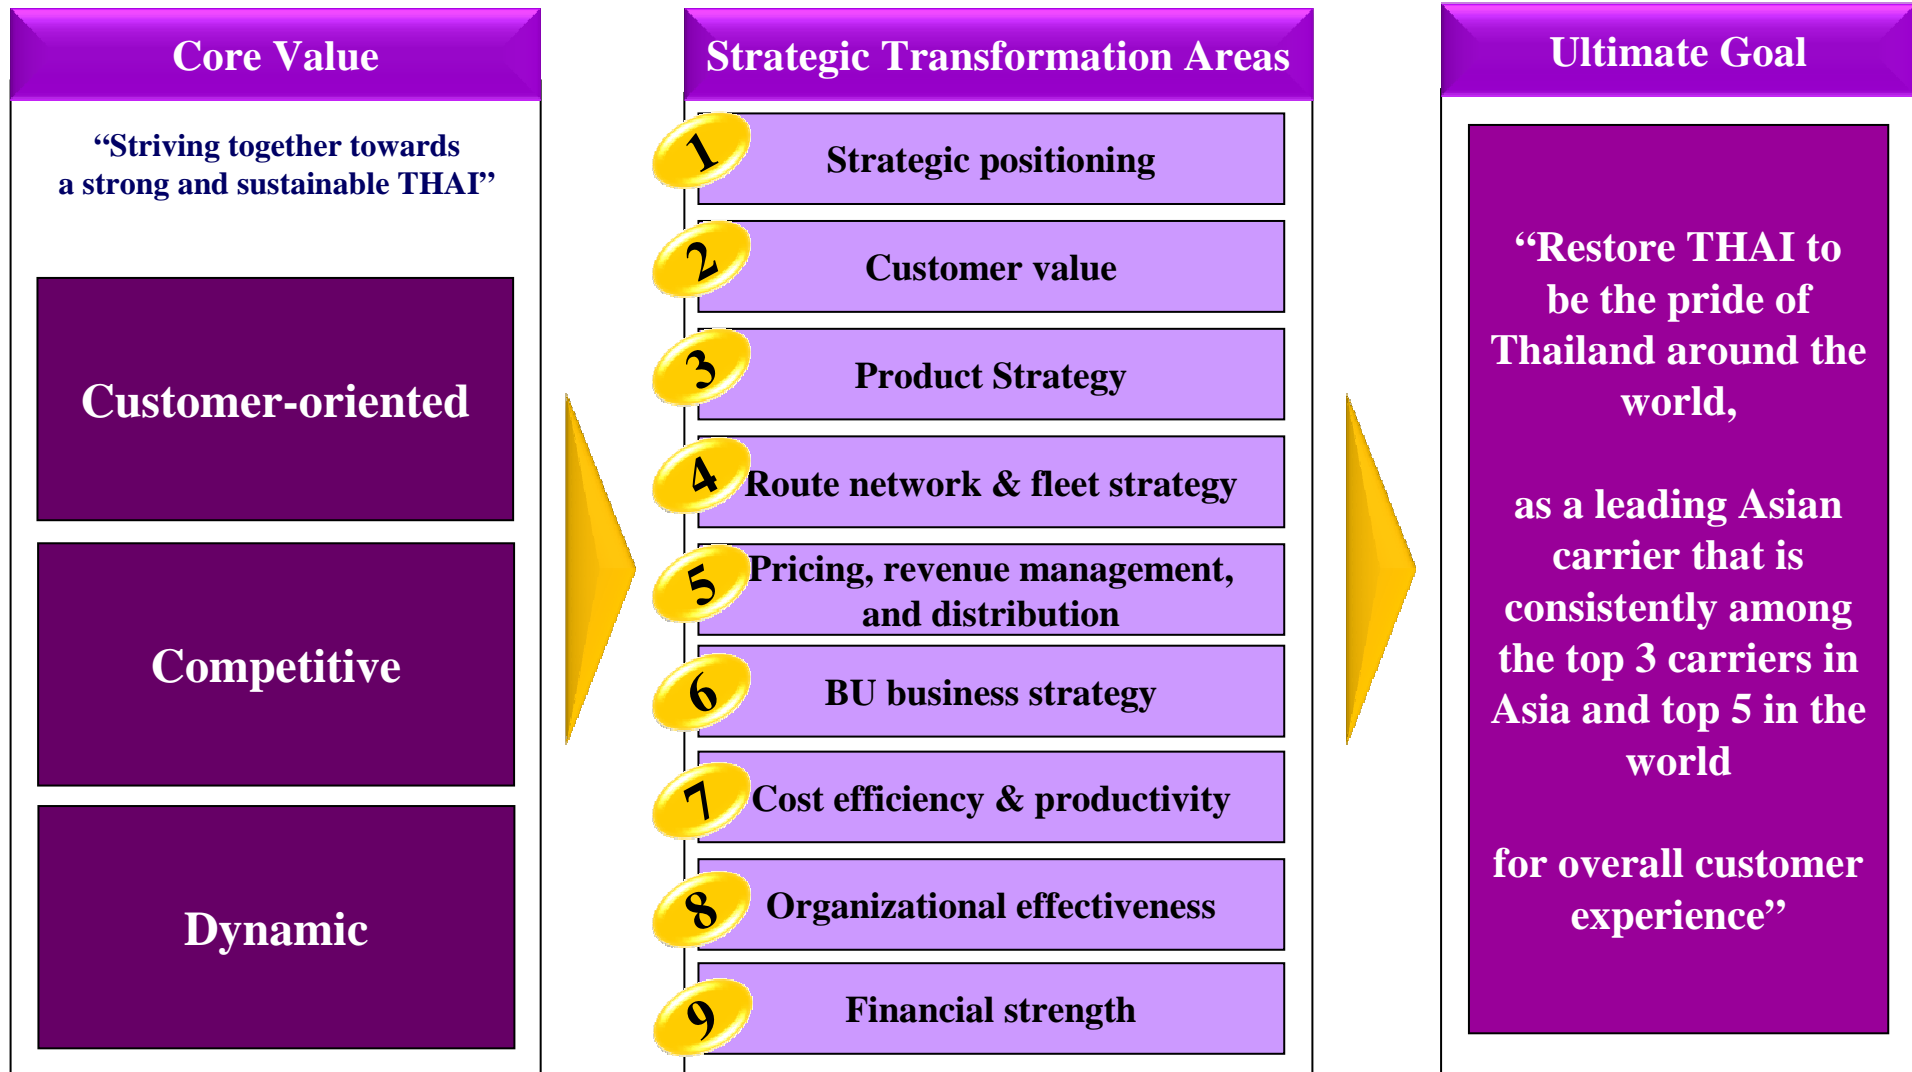 Core Value
“Striving together towards
a strong and sustainable THAI”
Customer-oriented
Competitive
Dynamic
Strategic Transformation Areas
1
Strategic positioning
2
Customer value
3
Product Strategy
4
Route network & fleet strategy
5
Pricing, revenue management,
and distribution
6
BU business strategy
7
Cost efficiency & productivity
8
Organizational effectiveness
9
Financial strength
Ultimate Goal
“Restore THAI to
be the pride of
Thailand around the
world,
as a leading Asian
carrier that is
consistently among
the top 3 carriers in
Asia and top 5 in the
world
for overall customer
experience”